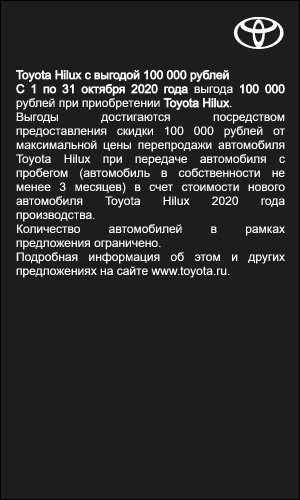 Toyota Hilux с выгодой 100 000 рублей
С 1 по 31 октября 2020 года выгода 100 000
рублей при приобретении Toyota Hilux.
Выгоды достигаются посредством
предоставления скидки 100 000 рублей от
максимальной цены перепродажи автомобиля
Toyota Hilux при передаче автомобиля с
пробегом (автомобиль в собственности не
менее 3 месяцев) в счет стоимости нового
автомобиля Toyota Hilux 2020 года
производства.
Количество автомобилей в рамках
предложения ограничено.
Подробная информация об этом и других
предложениях на сайте www.toyota.ru.